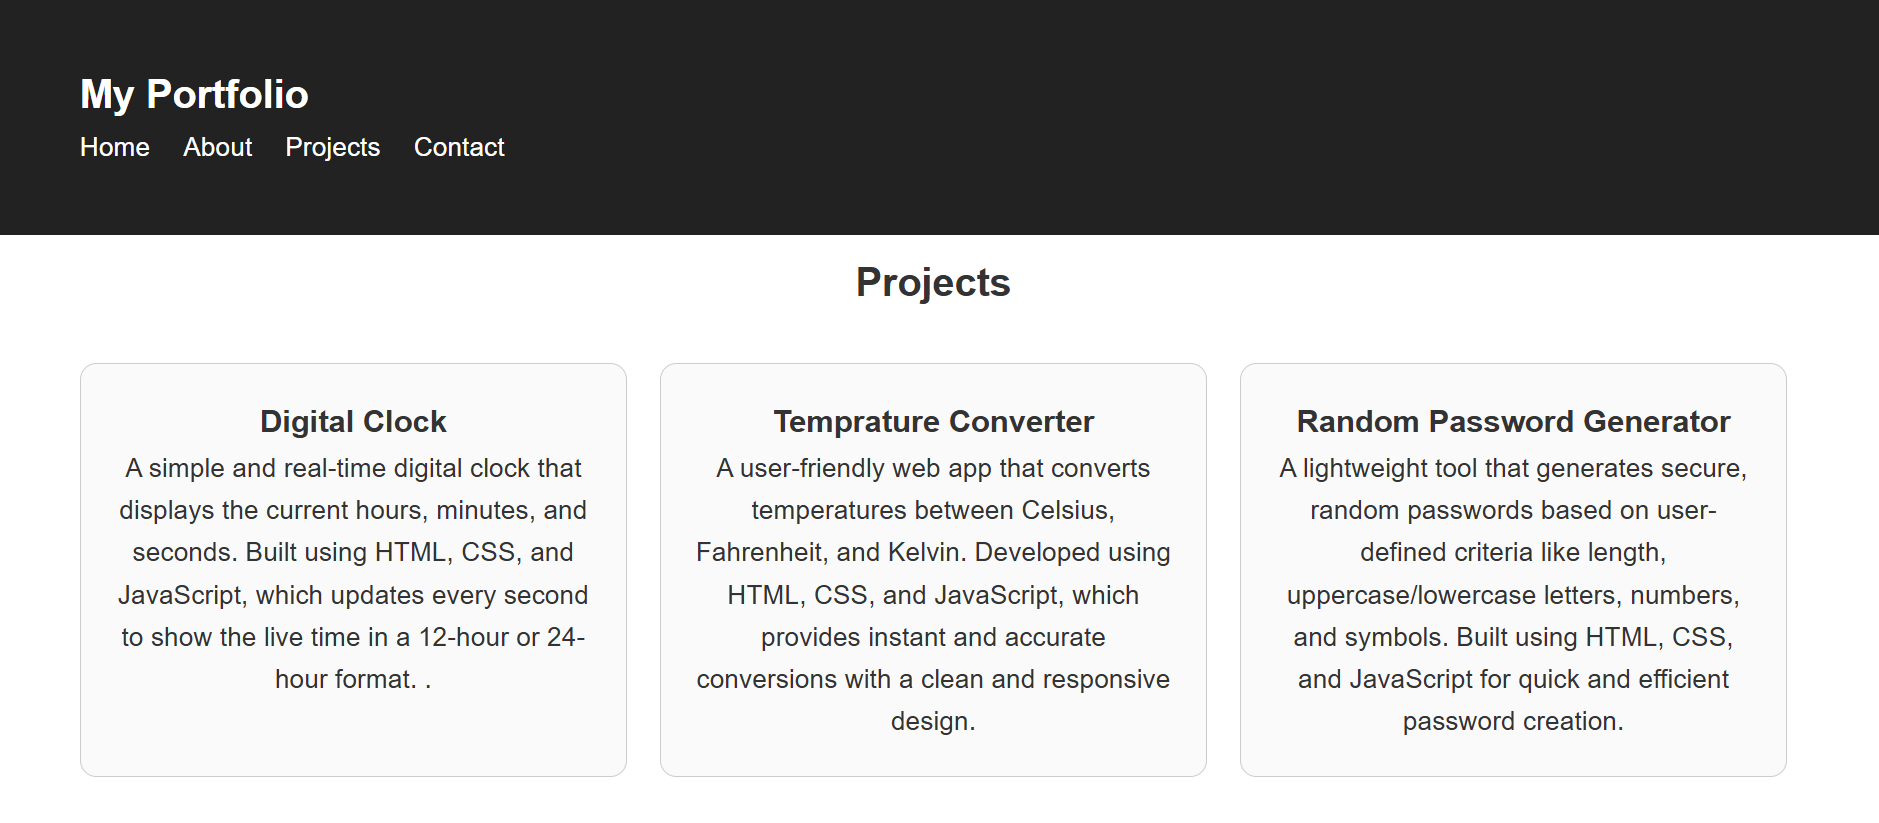 My Portfolio
Home About Projects Contact
Projects
Digital Clock
A simple and real-time digital clock that
displays the current hours, minutes, and
seconds. Built using HTML, CSS, and
JavaScript, which updates every second
to show the live time in a 12-hour or 24-
hour format. .
Temprature Converter
A user-friendly web app that converts
temperatures between Celsius,
Fahrenheit, and Kelvin. Developed using
HTML, CSS, and JavaScript, which
provides instant and accurate
conversions with a clean and responsive
design.
Random Password Generator
A lightweight tool that generates secure,
random passwords based on user-
defined criteria like length,
uppercase/lowercase letters, numbers,
and symbols. Built using HTML, CSS,
and JavaScript for quick and efficient
password creation.